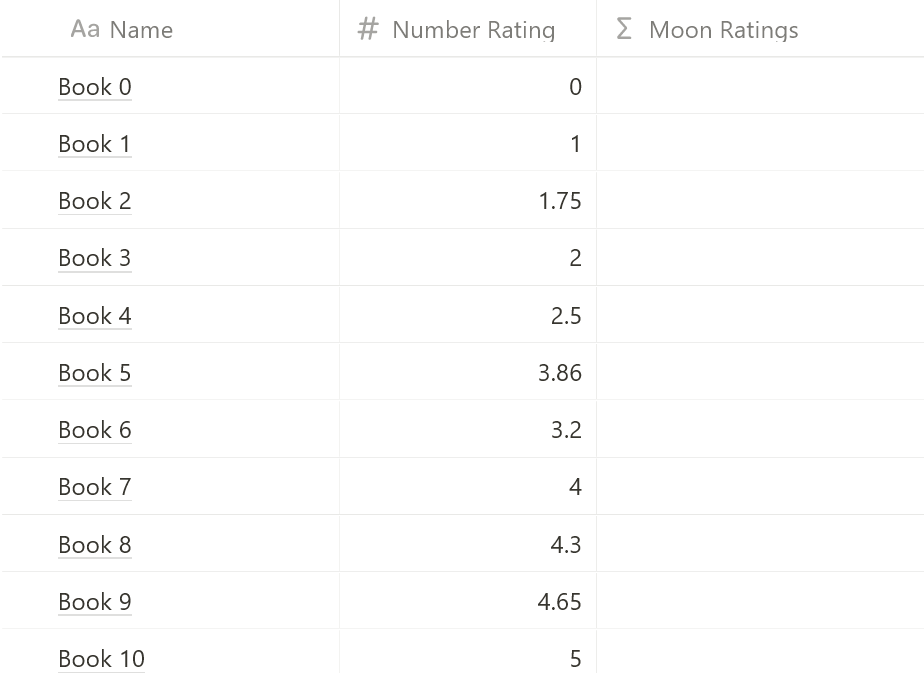 Aa Name # Number Rating Σ Moon Ratings
Book 0 0
Book 1 1
Book 2 1.75
Book 3 2
Book 4 2.5
Book 5 3.86
Book 6 3.2
Book 7 4
Book 8 4.3
Book 9 4.65
Book 10 5